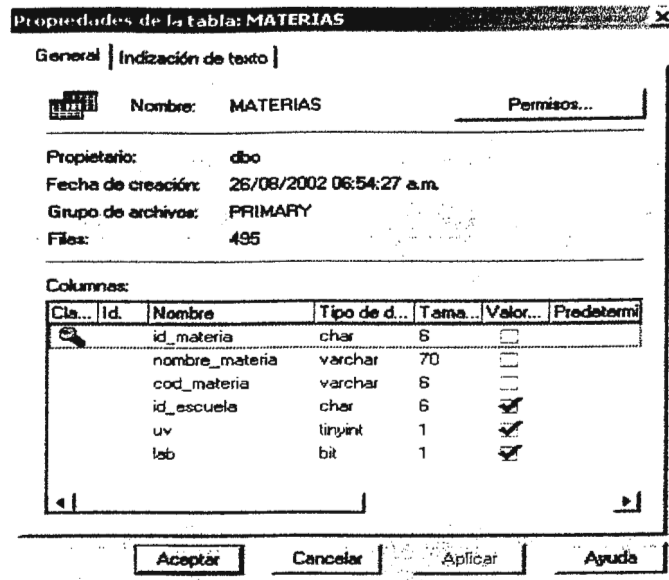 Propiedades de la tabla: MATERIAS
General Indización de texto
Nombre: MATERIAS Permisos...
Propietario: dbo
Fecha de creación: 26/08/2002 06:54:27 a.m.
Grupo de archivos: PRIMARY
Filas: 495
Columnas:
Cla... Id. Nombre Tipo de d... Tama... Valor... Predetermi
id_materia char 6
nombre_materia varchar 70
cod_materia varchar 6
id_escuela char 6
uv tinyint 1
lab bit 1
Aceptar Cancelar Aplicar Ayuda